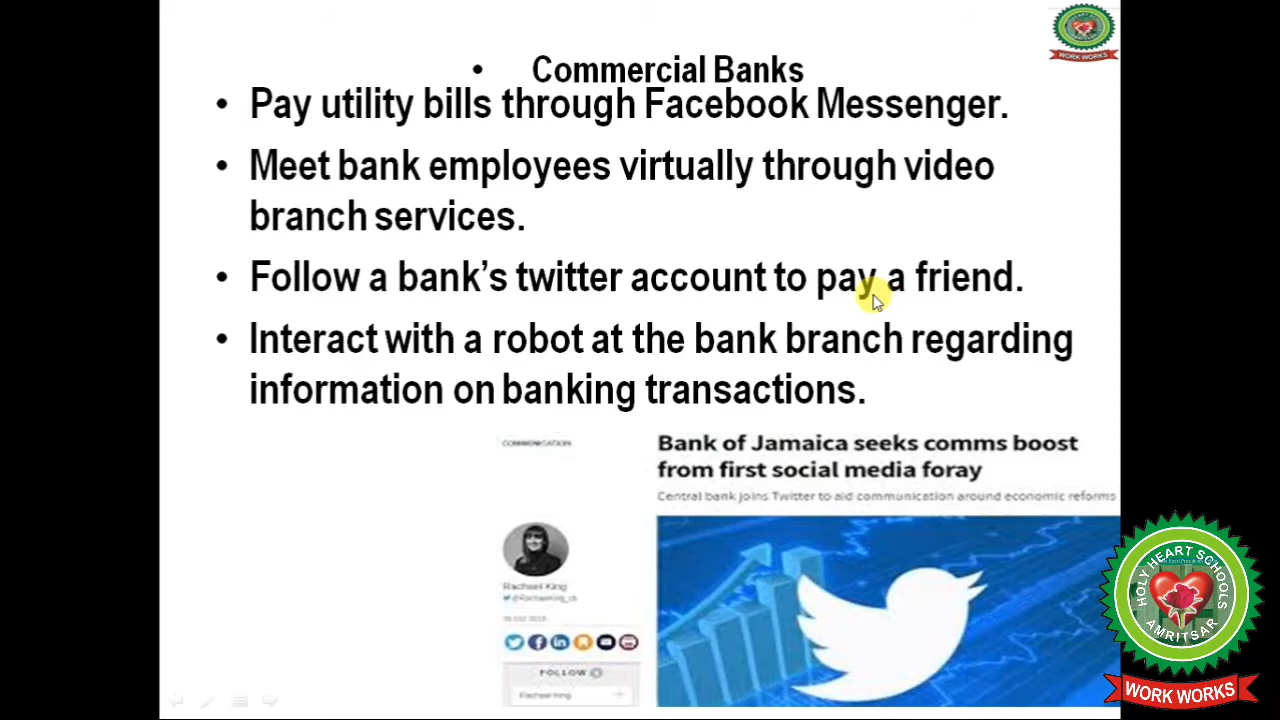 WORK WORKS
• Commercial Banks
• Pay utility bills through Facebook Messenger.
• Meet bank employees virtually through video
branch services.
• Follow a bank’s twitter account to pay a friend.
• Interact with a robot at the bank branch regarding
information on banking transactions.
COMMUNICATION
Bank of Jamaica seeks comms boost
from first social media foray
Central bank joins Twitter to aid communication around economic reforms
Rachael King
@RachaelKing_cb
FOLLOW
Rachael King
HOLY HEART SCHOOLS
AMRITSAR
WORK WORKS